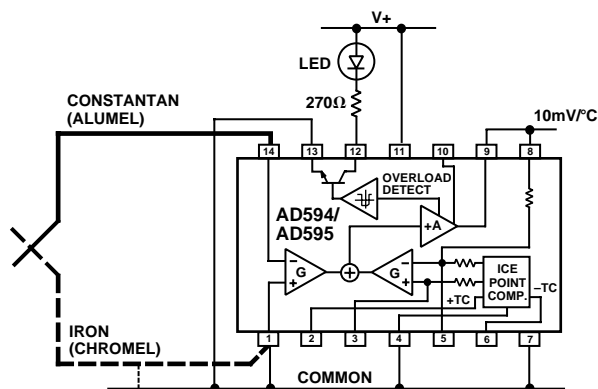 V+
LED
270Ω
CONSTANTAN
(ALUMEL)
10mV/°C
14 13 12 11 10 9 8
OVERLOAD
DETECT
AD594/
AD595
+A
– G +
– G +
ICE
POINT
COMP.
+TC
–TC
IRON
(CHROMEL)
1 2 3 4 5 6 7
COMMON